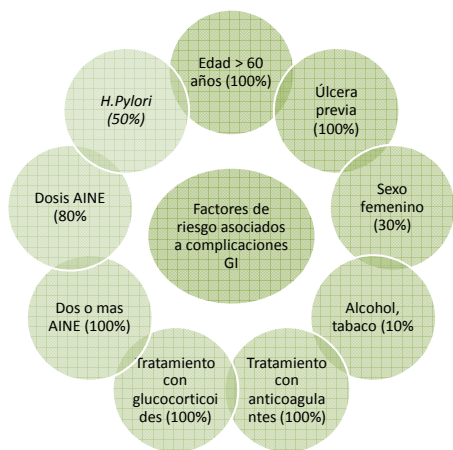 Edad > 60
años (100%)
Úlcera
previa
(100%)
Sexo
femenino
(30%)
Alcohol,
tabaco (10%
Tratamiento
con
anticoagula
ntes (100%)
Tratamiento
con
glucocorticoi
des (100%)
Dos o mas
AINE (100%)
Dosis AINE
(80%
H.Pylori
(50%)
Factores de
riesgo asociados
a complicaciones
GI